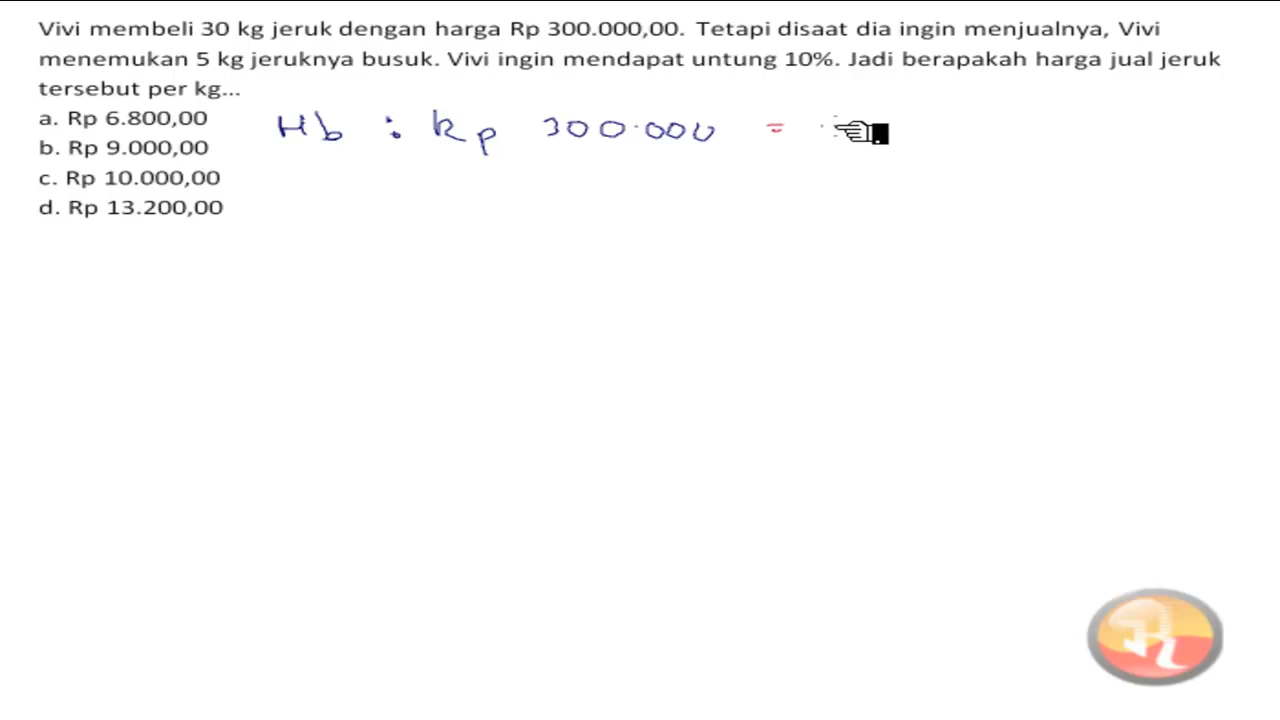 Vivi membeli 30 kg jeruk dengan harga Rp 300.000,00. Tetapi disaat dia ingin menjualnya, Vivi
menemukan 5 kg jeruknya busuk. Vivi ingin mendapat untung 10%. Jadi berapakah harga jual jeruk
tersebut per kg...
a. Rp 6.800,00
b. Rp 9.000,00
c. Rp 10.000,00
d. Rp 13.200,00
Hb : Rp 300.000 =